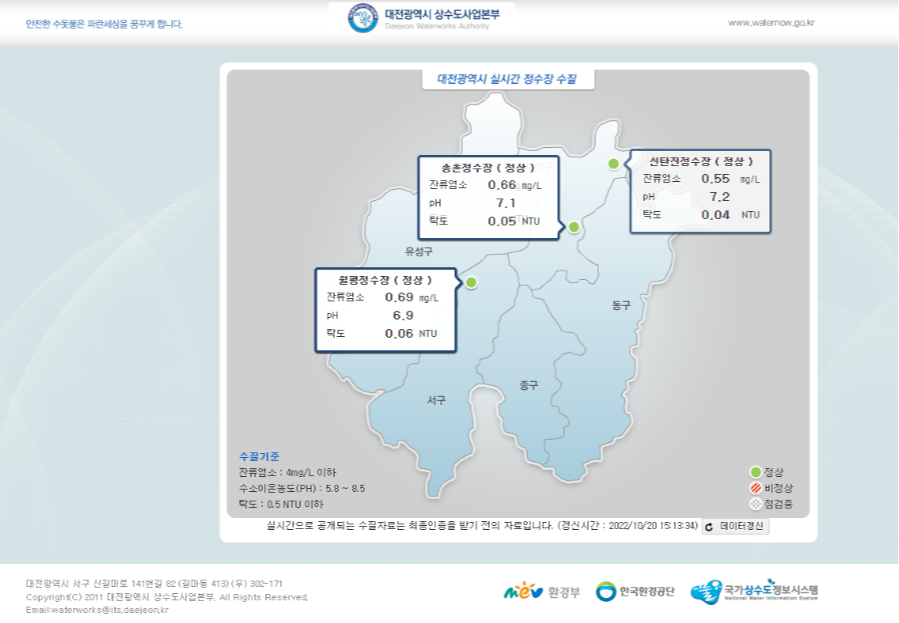 안전한 수돗물은 파란세상을 꿈꾸게 합니다.
대전광역시 상수도사업본부
Daejeon Waterworks Authority
www.waternow.go.kr
대전광역시 실시간 정수장 수질
송촌정수장 ( 정상 )
잔류염소 0.66 mg/L
pH 7.1
탁도 0.05 NTU
신탄진정수장 ( 정상 )
잔류염소 0.55 mg/L
pH 7.2
탁도 0.04 NTU
유성구
월평정수장 ( 정상 )
잔류염소 0.69 mg/L
pH 6.9
탁도 0.06 NTU
동구
중구
서구
수질기준
잔류염소 : 4mg/L 이하
수소이온농도(PH) : 5.8 ~ 8.5
탁도 : 0.5 NTU 이하
정상
비정상
점검중
실시간으로 공개되는 수질자료는 최종인증을 받기 전의 자료입니다. (갱신시간 : 2022/10/20 15:13:34) 데이터갱신
대전광역시 서구 신갈마로 141번길 82 (갈마동 413) (우) 302-171
Copyright(C) 2011 대전광역시 상수도사업본부. All Rights Reserved.
Email:waterworks@its.daejeon.kr
mev 환경부
한국환경공단
국가상수도정보시스템
National Water Information System